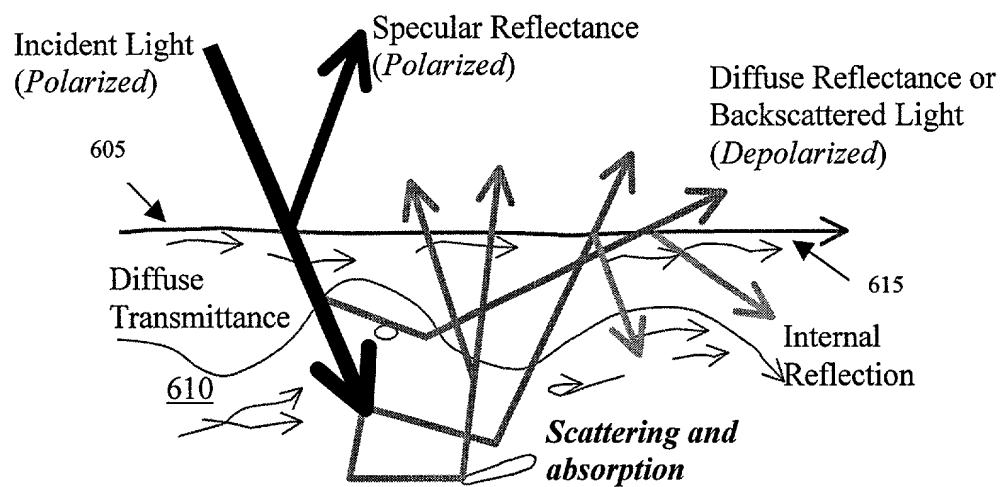 Incident Light
(Polarized)
Specular Reflectance
(Polarized)
Diffuse Reflectance or
Backscattered Light
(Depolarized)
605
Diffuse
Transmittance
615
Internal
Reflection
610
Scattering and
absorption